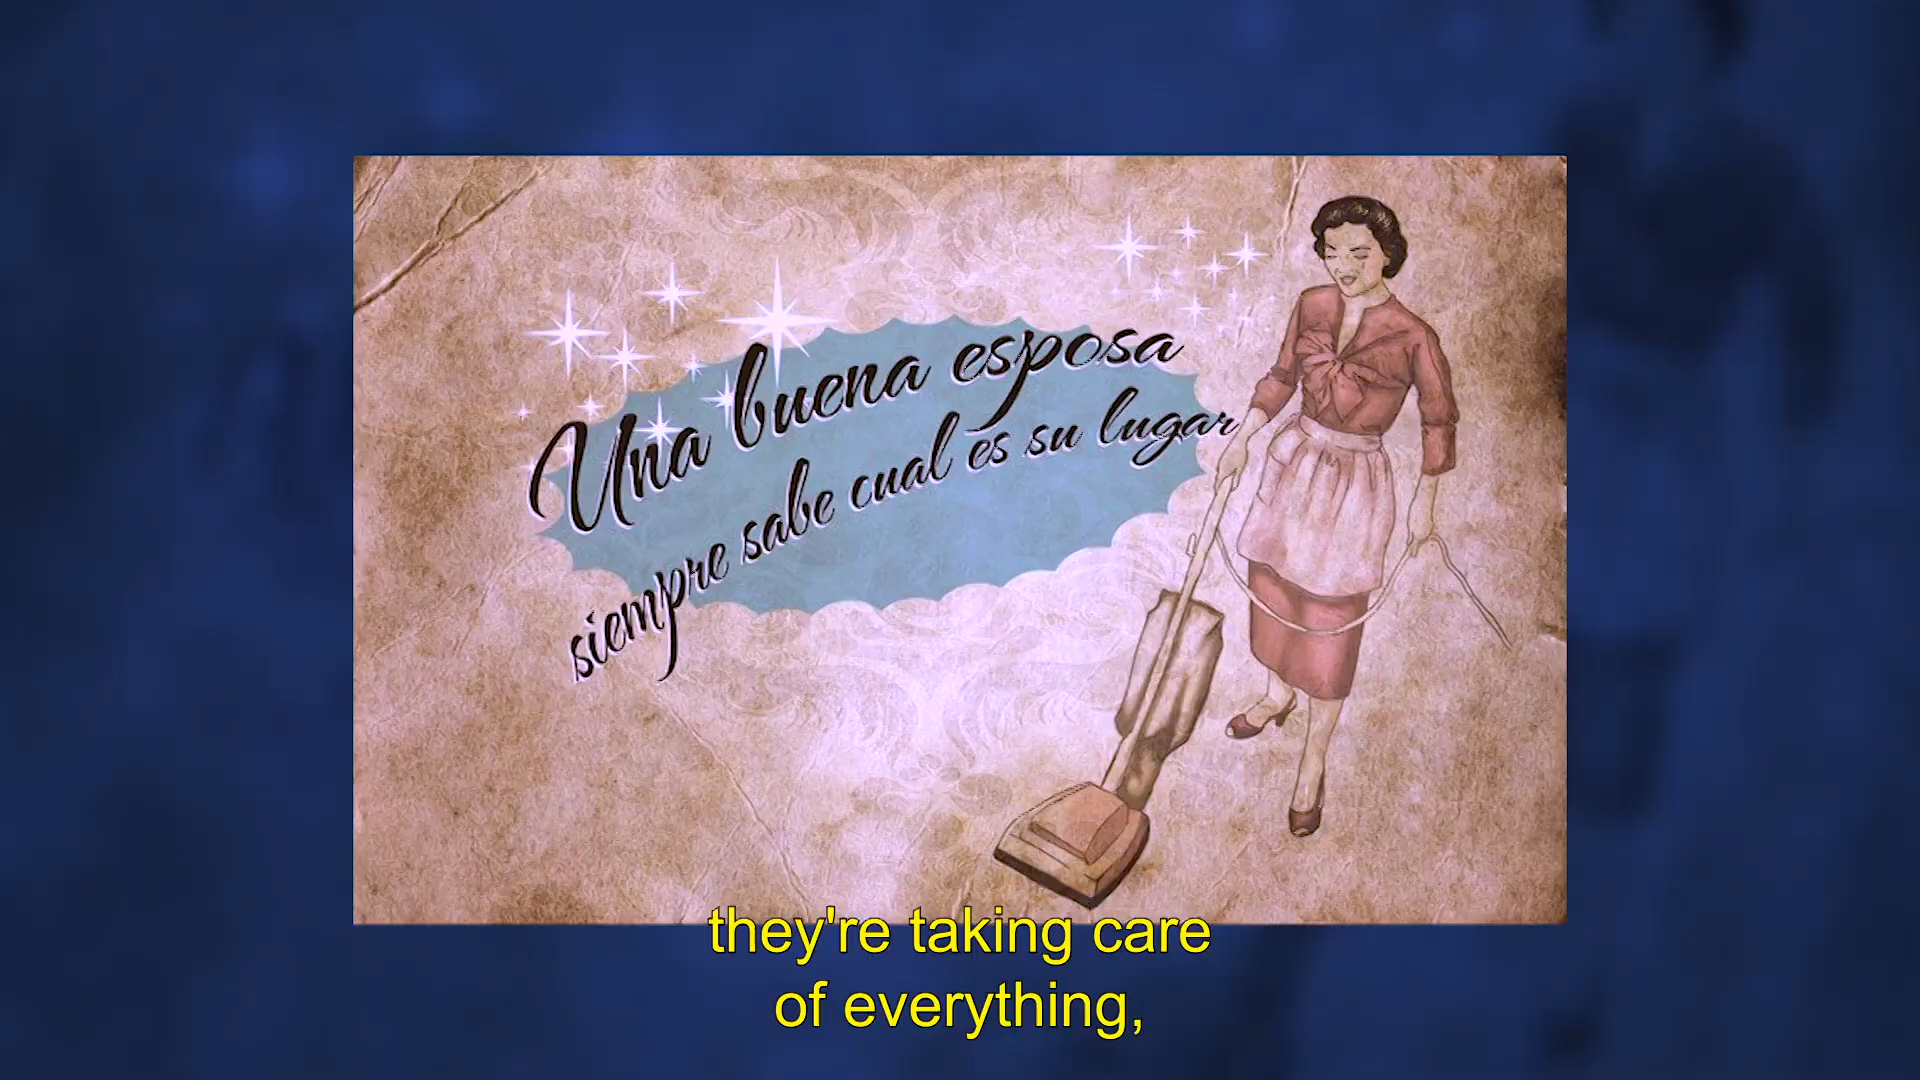 Una buena esposa
siempre sabe cual es su lugar
they're taking care
of everything,